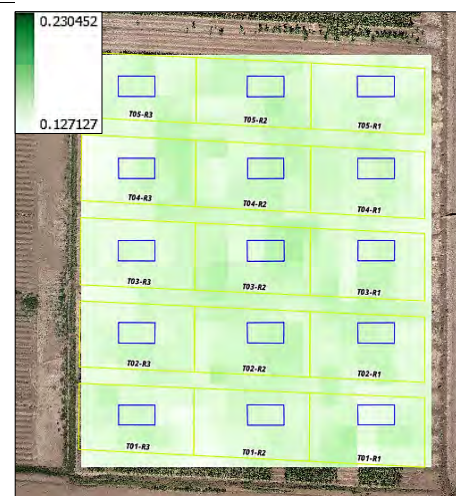 0.230452
0.127127
T05-R3
T05-R2
T05-R1
T04-R3
T04-R2
T04-R1
T03-R3
T03-R2
T03-R1
T02-R3
T02-R2
T02-R1
T01-R3
T01-R2
T01-R1